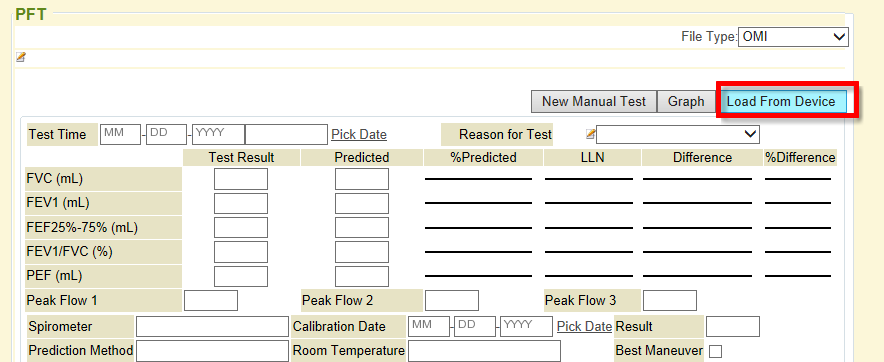 PFT
File Type: OMI
New Manual Test Graph Load From Device
Test Time MM - DD - YYYY Pick Date Reason for Test
Test Result Predicted %Predicted LLN Difference %Difference
FVC (mL)
FEV1 (mL)
FEF25%-75% (mL)
FEV1/FVC (%)
PEF (mL)
Peak Flow 1 Peak Flow 2 Peak Flow 3
Spirometer Calibration Date MM - DD - YYYY Pick Date Result
Prediction Method Room Temperature Best Maneuver